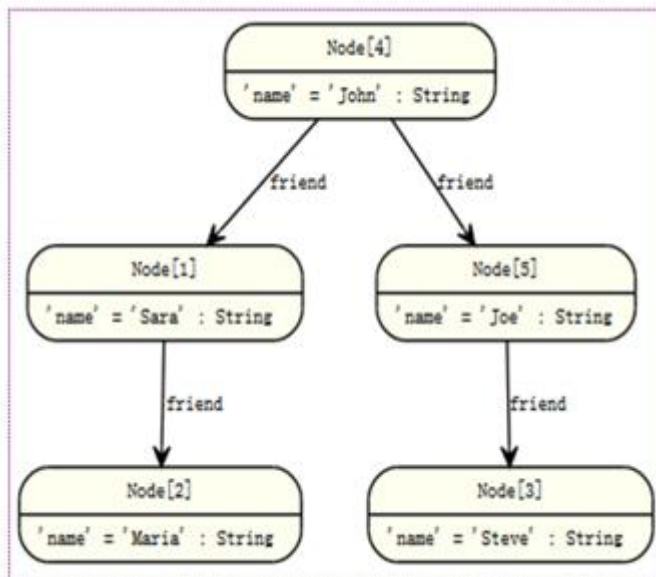 Node[4]
'name' = 'John' : String
friend
friend
Node[1]
'name' = 'Sara' : String
Node[5]
'name' = 'Joe' : String
friend
friend
Node[2]
'name' = 'Maria' : String
Node[3]
'name' = 'Steve' : String